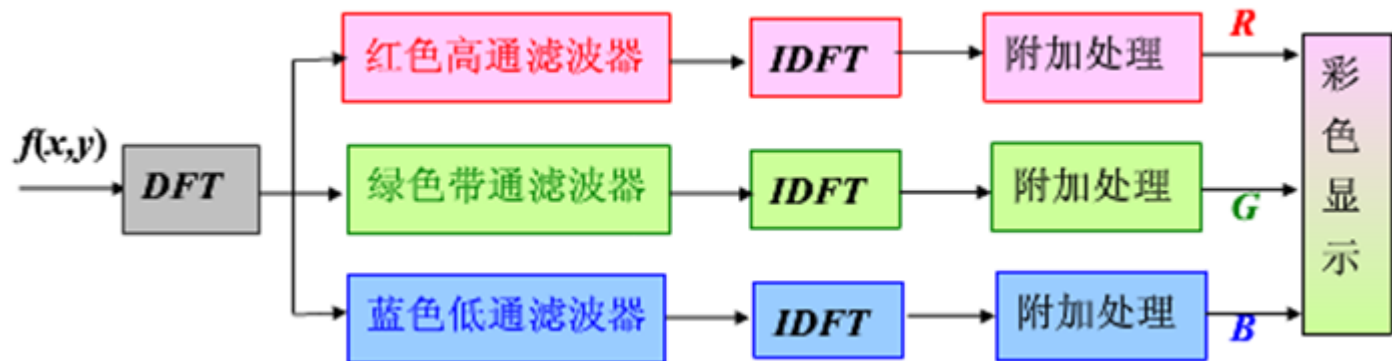 f(x,y)
DFT
红色高通滤波器
IDFT
附加处理
R
绿色带通滤波器
IDFT
附加处理
G
蓝色低通滤波器
IDFT
附加处理
B
彩
色
显
示